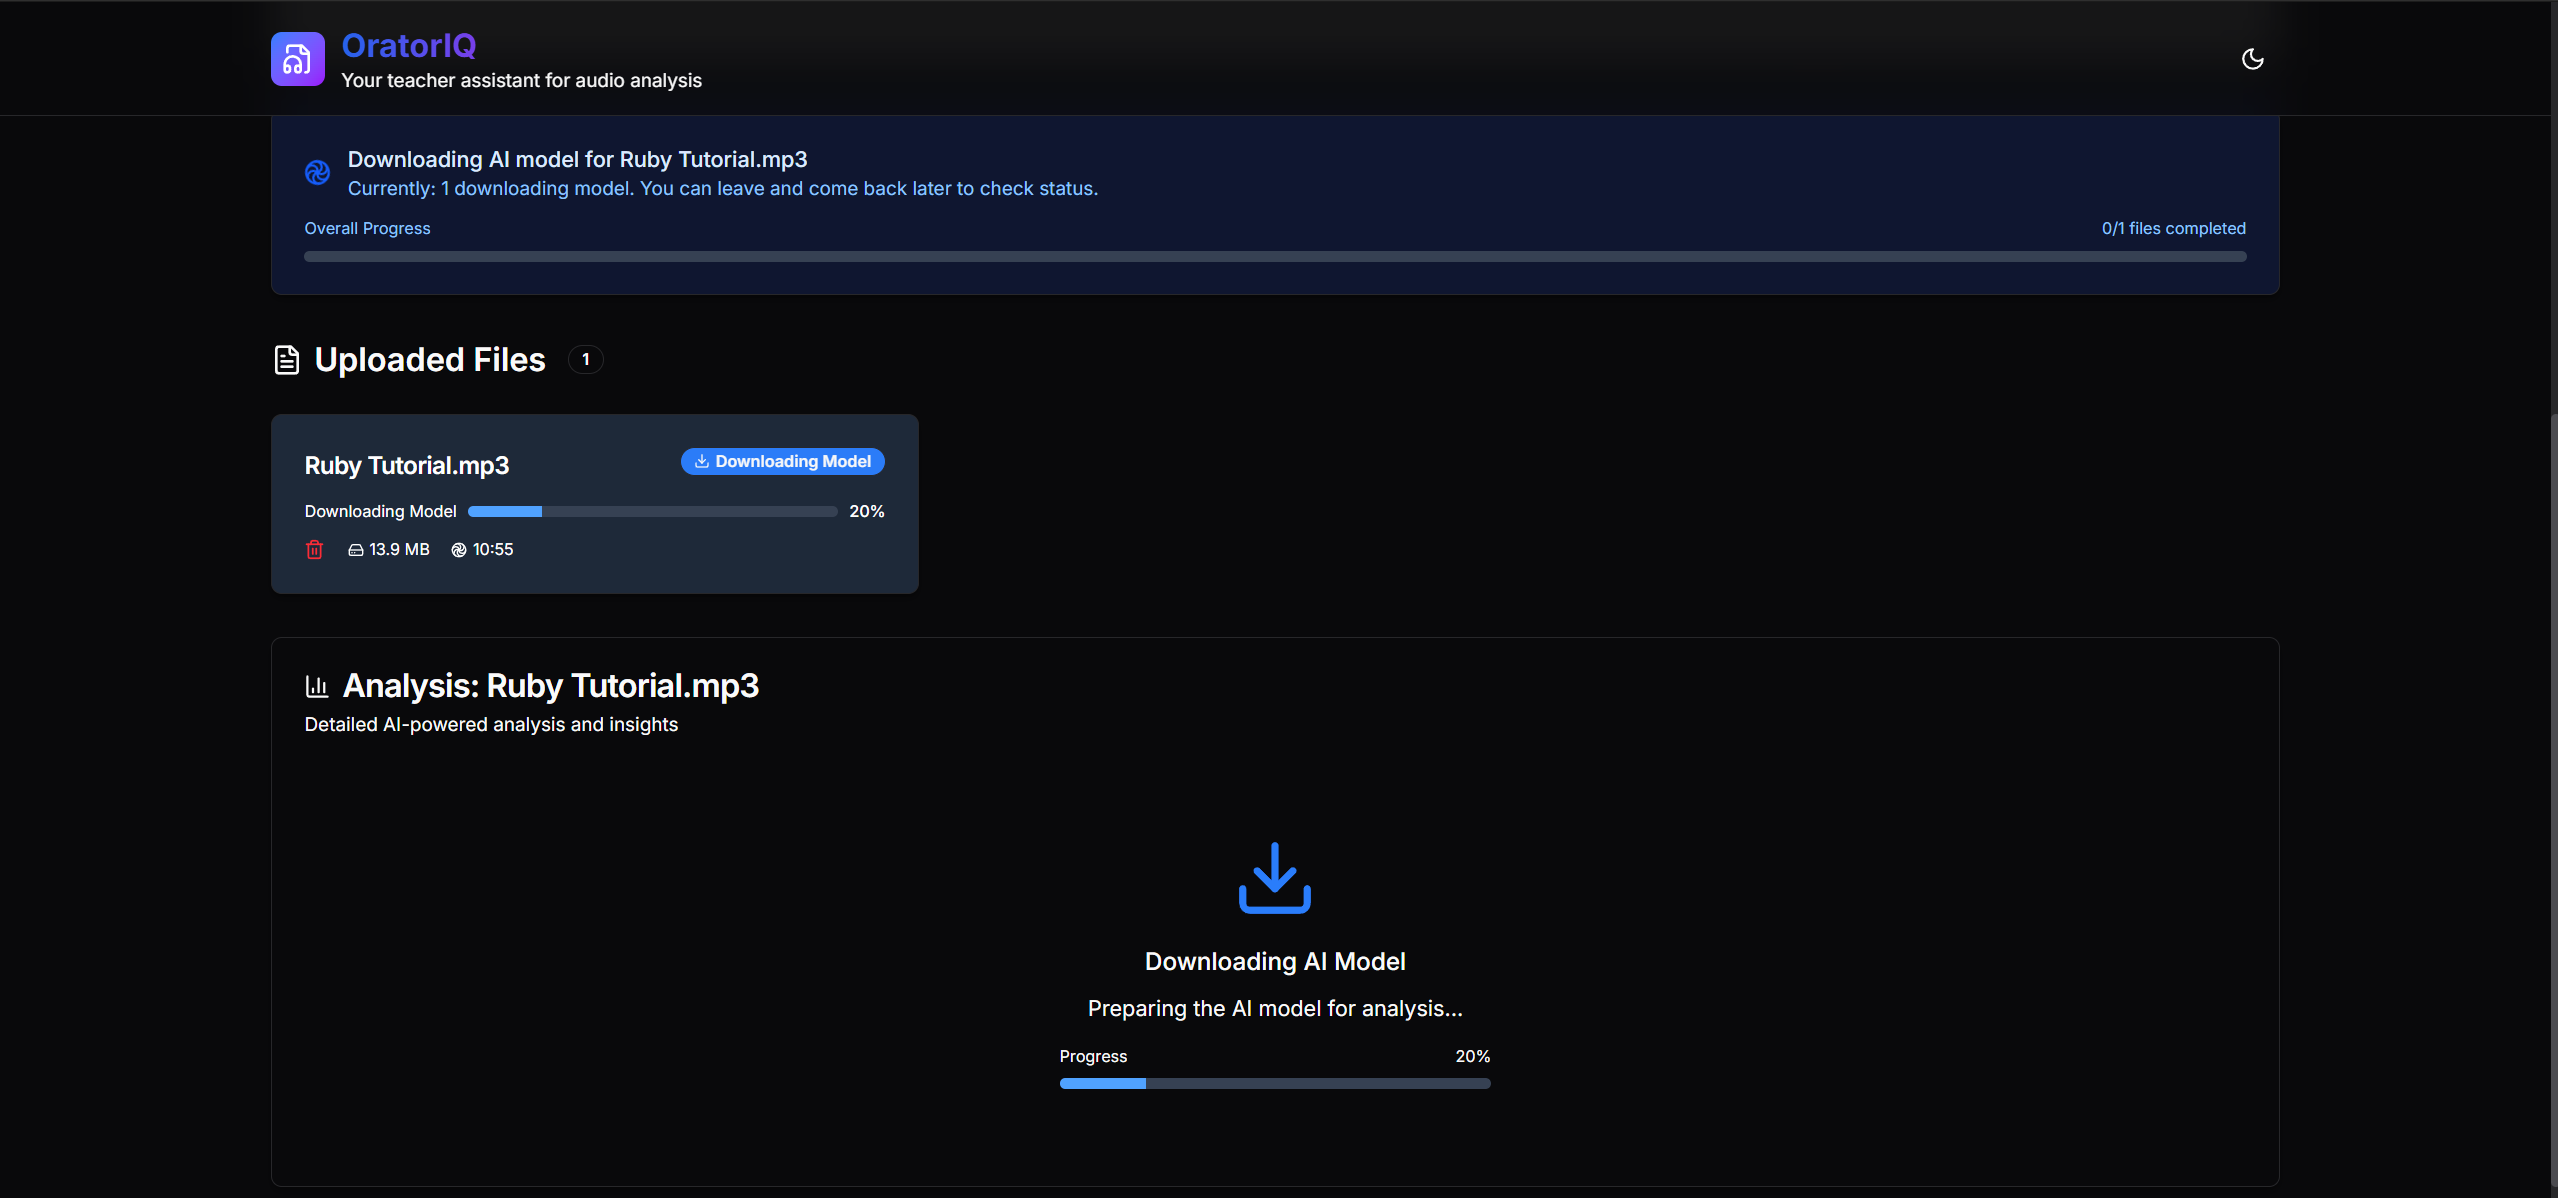 OratorIQ
Your teacher assistant for audio analysis
Downloading AI model for Ruby Tutorial.mp3
Currently: 1 downloading model. You can leave and come back later to check status.
Overall Progress 0/1 files completed
Uploaded Files 1
Ruby Tutorial.mp3 Downloading Model
Downloading Model 20%
13.9 MB 10:55
Analysis: Ruby Tutorial.mp3
Detailed AI-powered analysis and insights
Downloading AI Model
Preparing the AI model for analysis...
Progress 20%